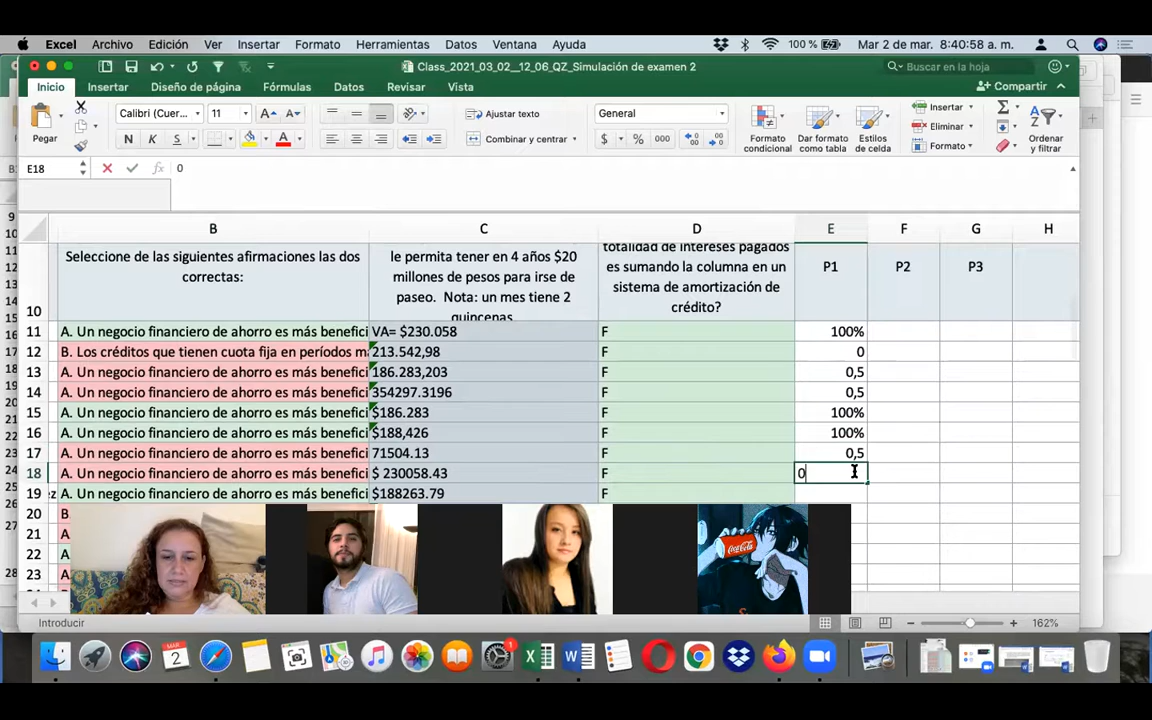 Excel Archivo Edición Ver Insertar Formato Herramientas Datos Ventana Ayuda 100 % Mar 2 de mar. 8:40:58 a. m.
Class_2021_03_02__12_06_QZ_Simulación de examen 2 Buscar en la hoja
Inicio Insertar Diseño de página Fórmulas Datos Revisar Vista Compartir
Pegar Calibri (Cuer... 11 A A Ajustar texto General Formato condicional Dar formato como tabla Estilos de celda Insertar Eliminar Formato Ordenar y filtrar
N K S A Combinar y centrar $ % 000
E18 fx 0
B C D E F G H
10 Seleccione de las siguientes afirmaciones las dos correctas: le permita tener en 4 años $20 millones de pesos para irse de paseo. Nota: un mes tiene 2 quincenas totalidad de intereses pagados es sumando la columna en un sistema de amortización de crédito? P1 P2 P3
11 A. Un negocio financiero de ahorro es más benefici VA= $230.058 F 100%
12 B. Los créditos que tienen cuota fija en períodos m 213.542,98 F 0
13 A. Un negocio financiero de ahorro es más benefici 186.283,203 F 0,5
14 A. Un negocio financiero de ahorro es más benefici 354297.3196 F 0,5
15 A. Un negocio financiero de ahorro es más benefici $186.283 F 100%
16 A. Un negocio financiero de ahorro es más benefici $188,426 F 100%
17 A. Un negocio financiero de ahorro es más benefici 71504.13 F 0,5
18 A. Un negocio financiero de ahorro es más benefici $ 230058.43 F 0
19 A. Un negocio financiero de ahorro es más benefici $188263.79 F
20 B.
21 A
22 A
23 A
Coca-Cola
Introducir 162%
MAR 2
1